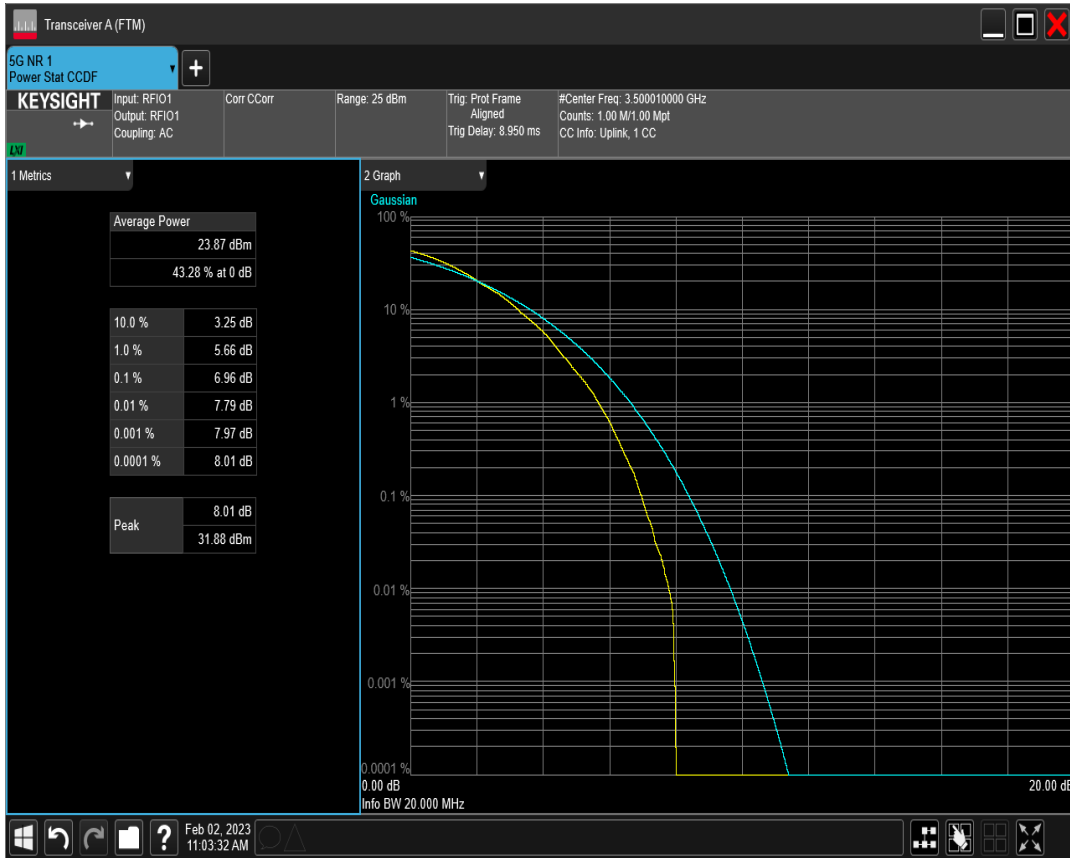 Transceiver A (FTM)
5G NR 1
Power Stat CCDF
+
KEYSIGHT
LXI
Input: RFIO1
Output: RFIO1
Coupling: AC
Corr CCorr
Range: 25 dBm
Trig: Prot Frame
Aligned
Trig Delay: 8.950 ms
#Center Freq: 3.500010000 GHz
Counts: 1.00 M/1.00 Mpt
CC Info: Uplink, 1 CC
1 Metrics
Average Power
23.87 dBm
43.28 % at 0 dB
10.0 % 3.25 dB
1.0 % 5.66 dB
0.1 % 6.96 dB
0.01 % 7.79 dB
0.001 % 7.97 dB
0.0001 % 8.01 dB
Peak
8.01 dB
31.88 dBm
2 Graph
Gaussian
100 %
10 %
1 %
0.1 %
0.01 %
0.001 %
0.0001 %
0.00 dB
20.00 dB
Info BW 20.000 MHz
?
Feb 02, 2023
11:03:32 AM